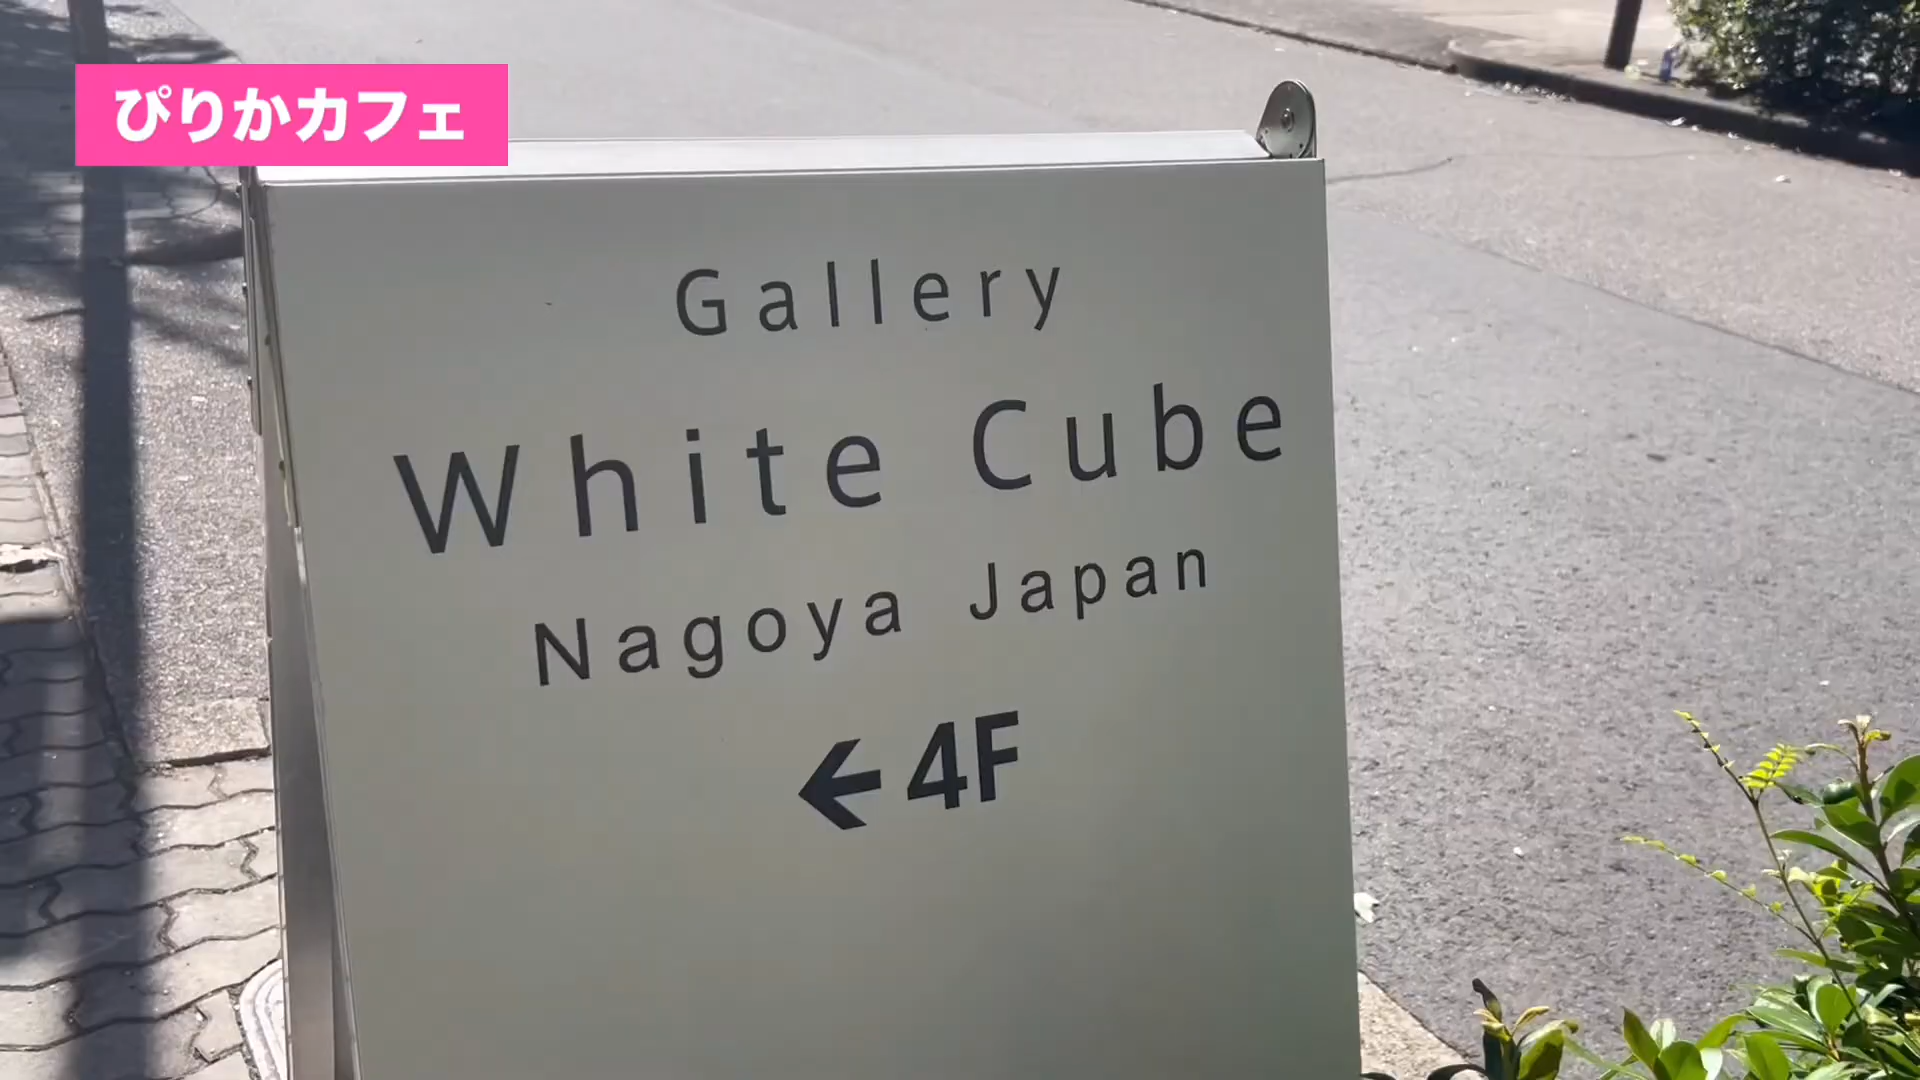 ぴりかカフェ
Gallery
White Cube
Nagoya Japan
←4F